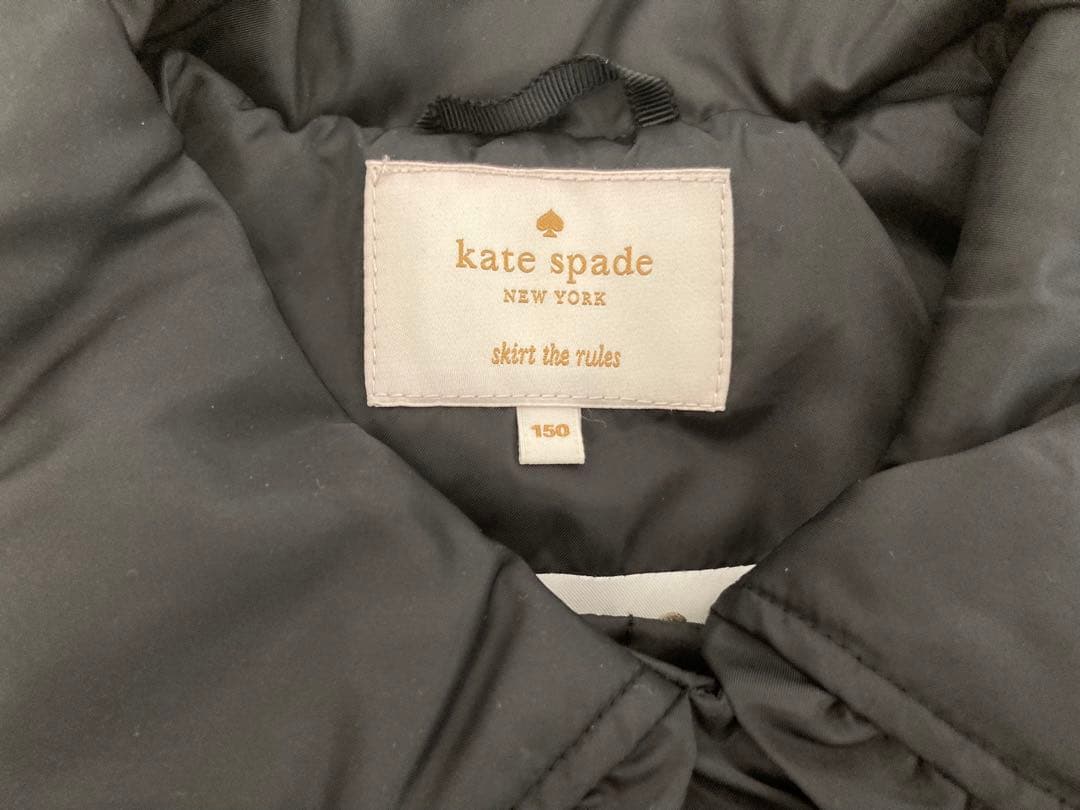 kate spade
NEW YORK
skirt the rules
150